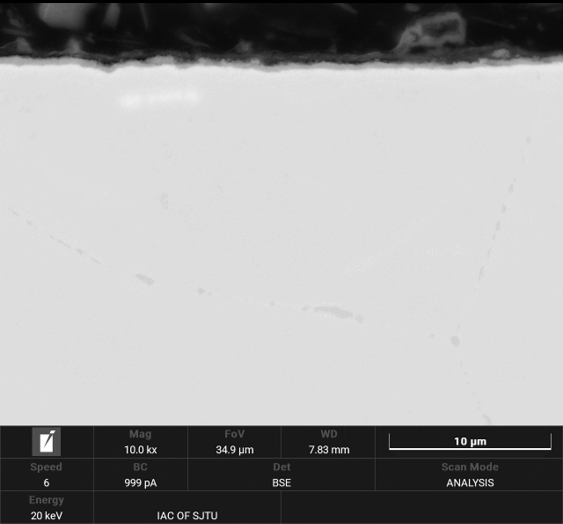 Mag
10.0 kx
FoV
34.9 µm
WD
7.83 mm
10 µm
Speed
6
BC
999 pA
Det
BSE
Scan Mode
ANALYSIS
Energy
20 keV
IAC OF SJTU